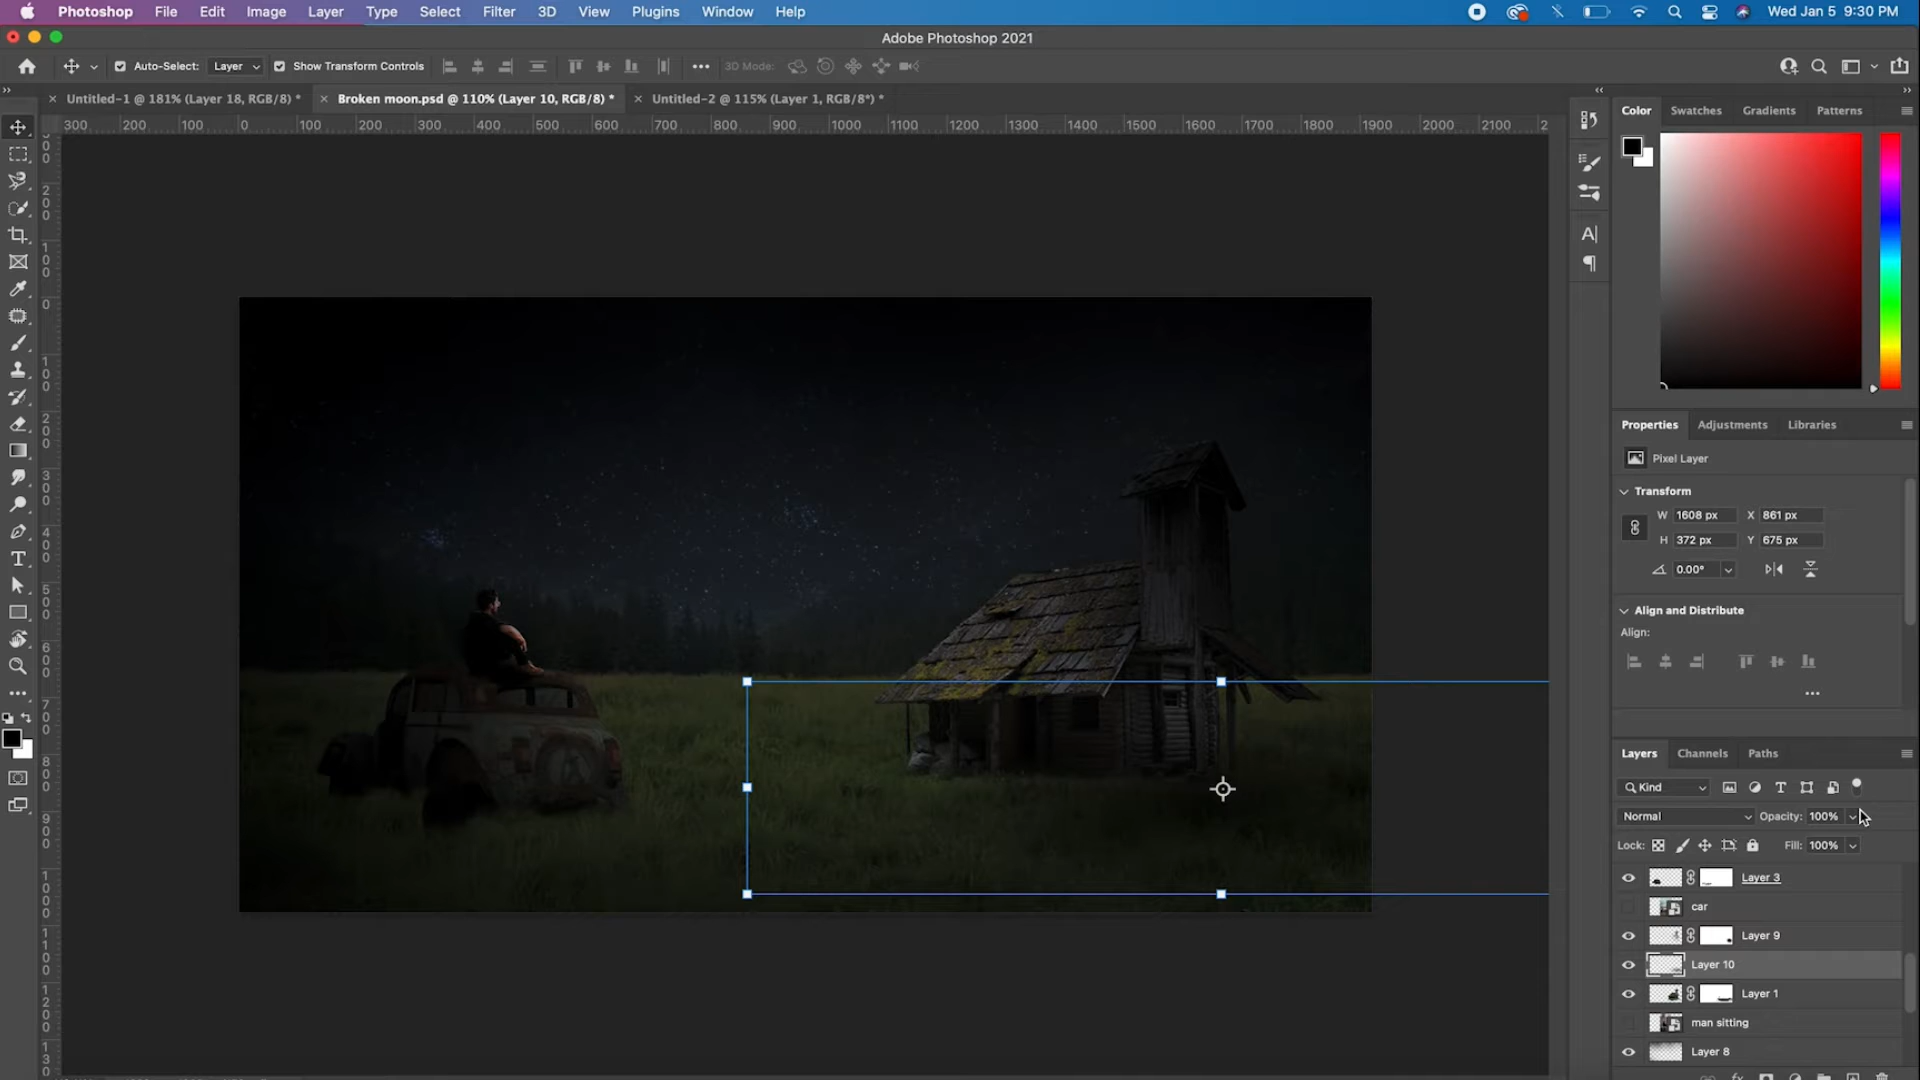 Photoshop File Edit Image Layer Type Select Filter 3D View Plugins Window Help Wed Jan 5 9:30 PM
Adobe Photoshop 2021
Auto-Select: Layer Show Transform Controls 3D Mode:
Untitled-1 @ 181% (Layer 18, RGB/8) * Broken moon.psd @ 110% (Layer 10, RGB/8) * Untitled-2 @ 115% (Layer 1, RGB/8*) *
Color Swatches Gradients Patterns
300 200 100 0 100 200 300 400 500 600 700 800 900 1000 1100 1200 1300 1400 1500 1600 1700 1800 1900 2000 2100 2
Properties Adjustments Libraries
Pixel Layer
Transform
W 1608 px X 861 px
H 372 px Y 675 px
0.00°
Align and Distribute
Align:
Layers Channels Paths
Kind
Normal Opacity: 100%
Lock: Fill: 100%
Layer 3
car
Layer 9
Layer 10
Layer 1
man sitting
Layer 8